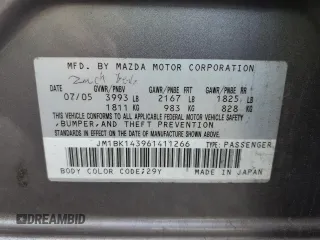 MFD. BY MAZDA MOTOR CORPORATION
GVWR/PNBV GAWR/PNBE FRT GAWR/PNBE RR
07/05 3993 LB 2167 LB 1825 LB
1811 KG 983 KG 828 KG
THIS VEHICLE CONFORMS TO ALL APPLICABLE
FEDERAL MOTOR VEHICLE SAFETY,
BUMPER, AND THEFT PREVENTION
STANDARDS IN EFFECT ON THE DATE OF
MANUFACTURE SHOWN ABOVE.
JM1BK143961411266 TYPE: PASSENGER
BODY COLOR CODE:29Y MADE IN JAPAN
EPICARBID